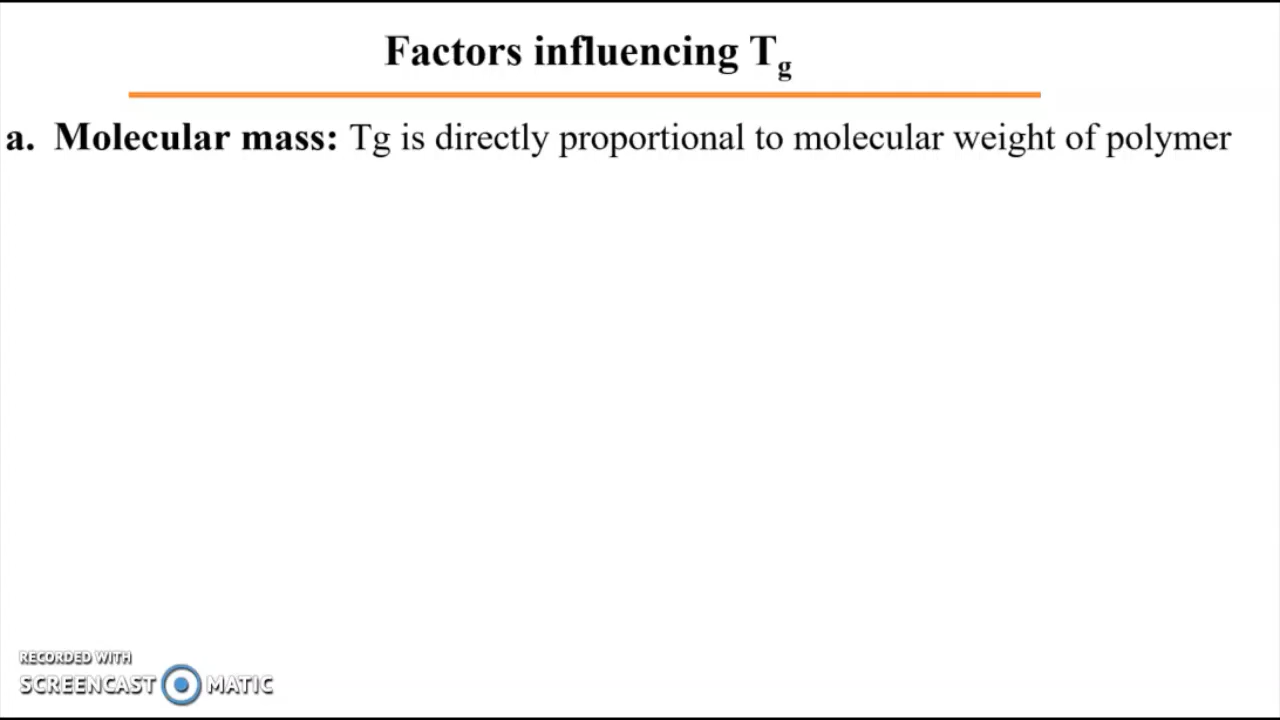 Factors influencing Tg
a. Molecular mass: Tg is directly proportional to molecular weight of polymer
RECORDED WITH
SCREENCAST MATIC